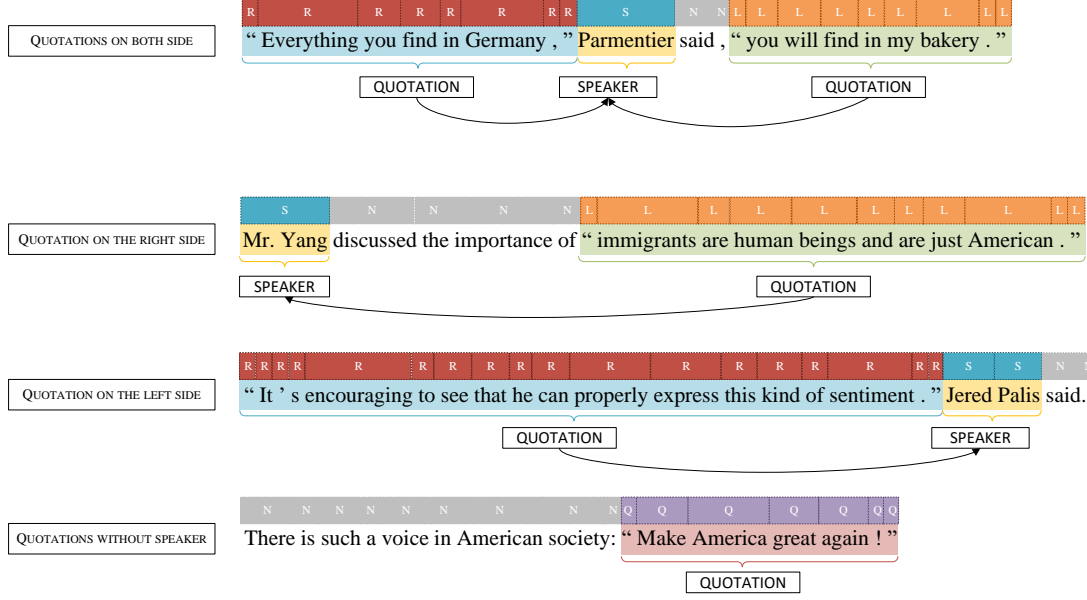 R R R R R R R R S N N L L L L L L L L L
QUOTATIONS ON BOTH SIDE
“ Everything you find in Germany , ” Parmentier said , “ you will find in my bakery . ”
QUOTATION SPEAKER QUOTATION
S N N N N L L L L L L L L L L L
QUOTATION ON THE RIGHT SIDE
Mr. Yang discussed the importance of “ immigrants are human beings and are just American . ”
SPEAKER QUOTATION
R R R R R R R R R R R R R R R R R R S S N N
QUOTATION ON THE LEFT SIDE
“ It ’ s encouraging to see that he can properly express this kind of sentiment . ” Jered Palis said.
QUOTATION SPEAKER
N N N N N N N N N Q Q Q Q Q Q Q
QUOTATIONS WITHOUT SPEAKER
There is such a voice in American society: “ Make America great again ! ”
QUOTATION